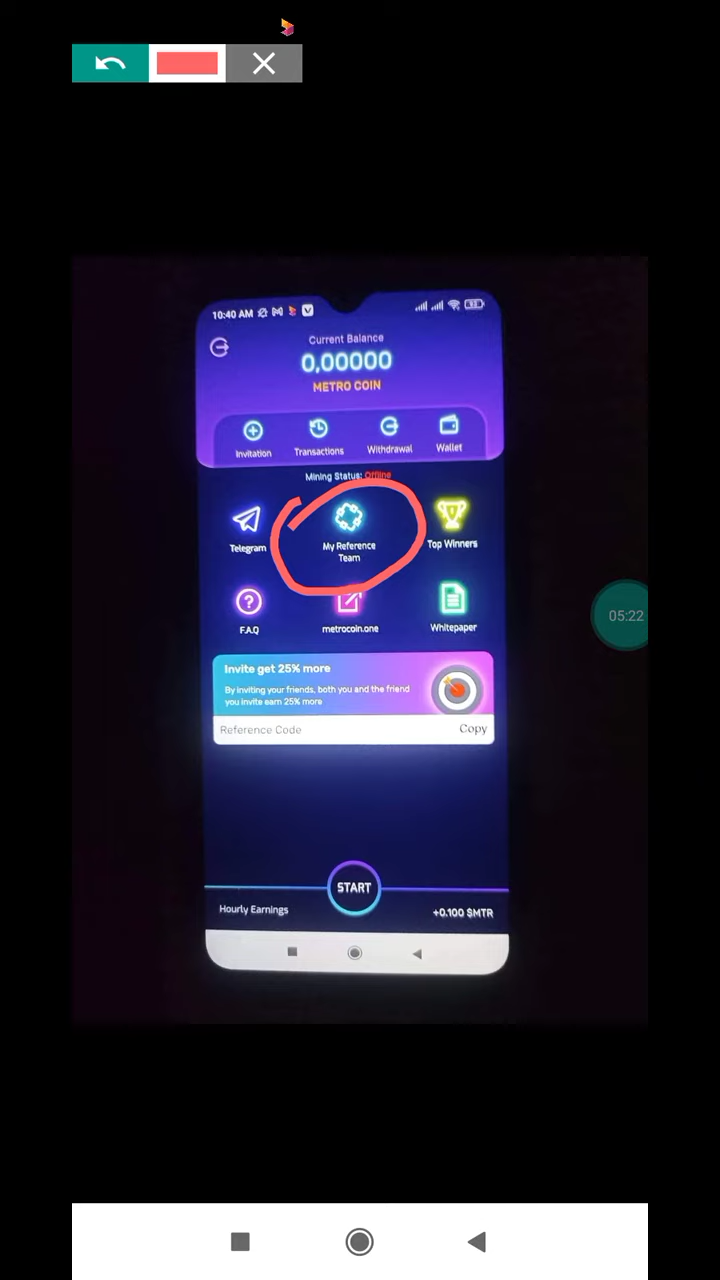 10:40 AM
93
Current Balance
0,00000
METRO COIN
Invitation Transactions Withdrawal Wallet
Mining Status: Offline
Telegram My Reference Team Top Winners
F.A.Q metrocoin.one Whitepaper
05:22
Invite get 25% more
By inviting your friends, both you and the friend
you invite earn 25% more
Reference Code Copy
START
Hourly Earnings +0.100 $MTR